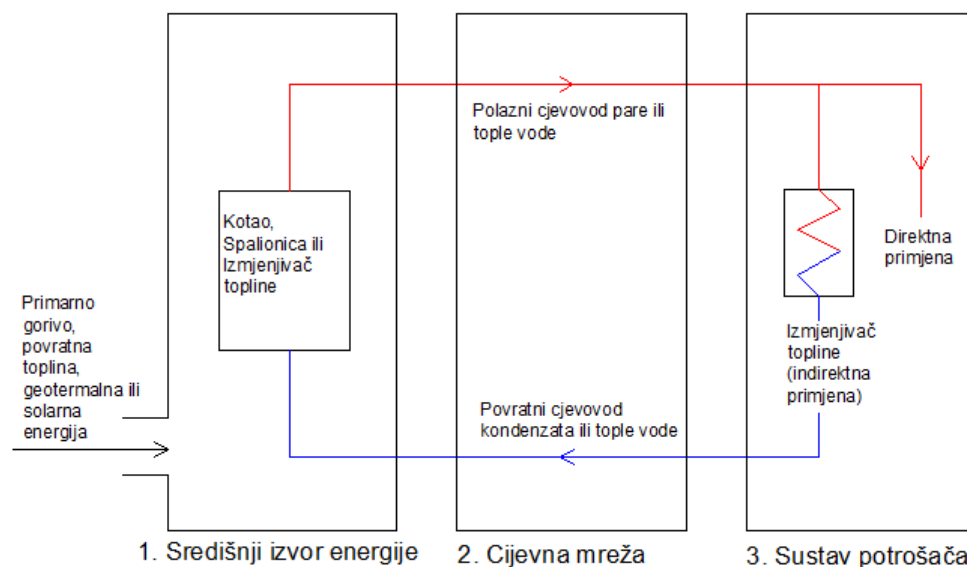 Polazni cjevovod pare ili
tople vode
Kotao,
Spalionica ili
Izmjenjivač
topline
Direktna
primjena
Primarno
gorivo,
povratna
toplina,
geotermalna ili
solarna
energija
Izmjenjivač
topline
(indirektna
primjena)
Povratni cjevovod
kondenzata ili tople vode
1. Središnji izvor energije
2. Cijevna mreža
3. Sustav potrošača